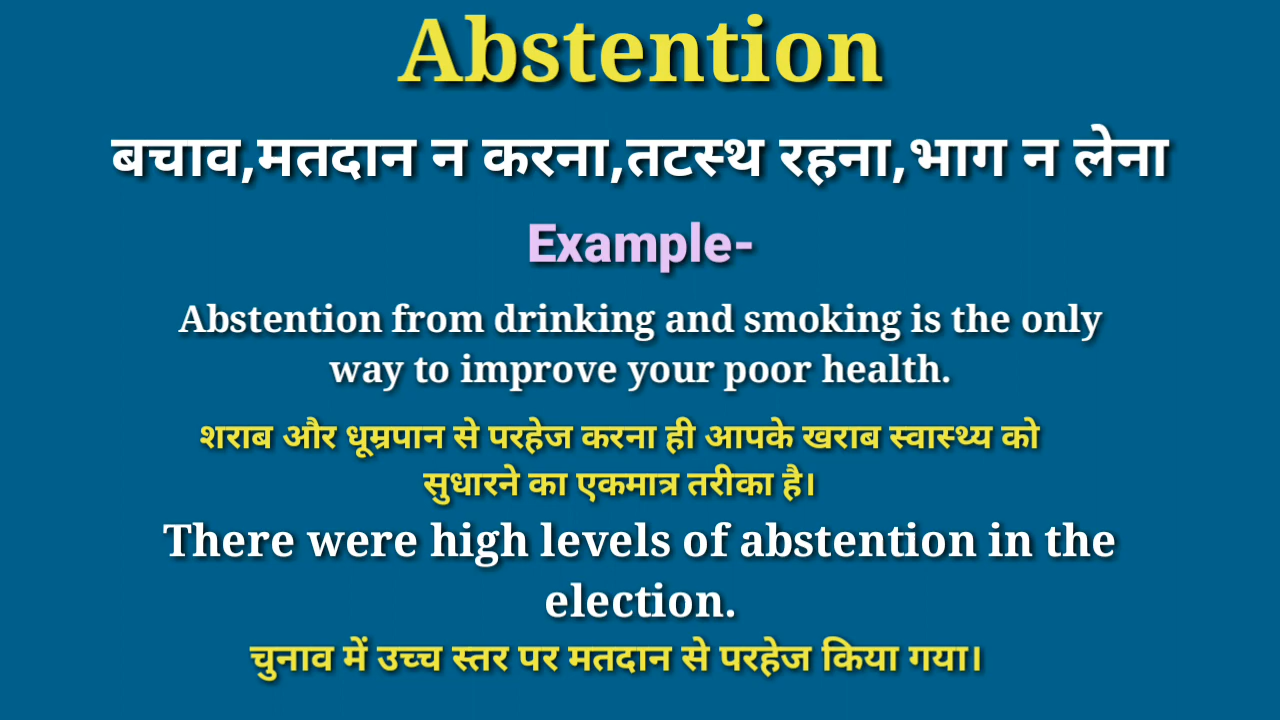 Abstention
बचाव,मतदान न करना,तटस्थ रहना,भाग न लेना
Example-
Abstention from drinking and smoking is the only
way to improve your poor health.
शराब और धूम्रपान से परहेज करना ही आपके खराब स्वास्थ्य को
सुधारने का एकमात्र तरीका है।
There were high levels of abstention in the
election.
चुनाव में उच्च स्तर पर मतदान से परहेज किया गया।